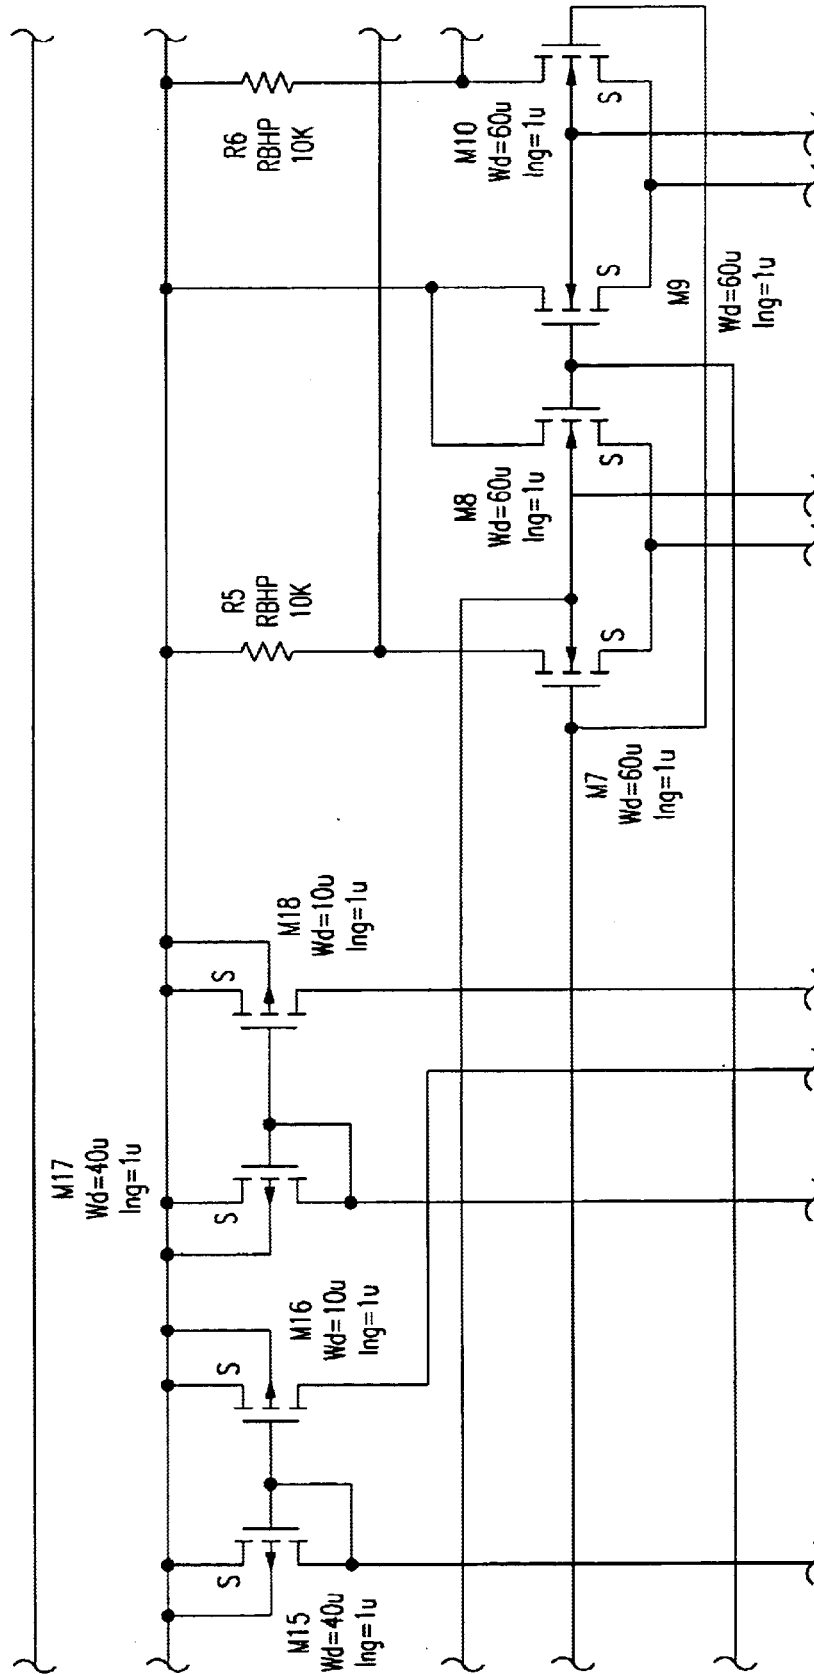 R6
RBHP
10K
M10
Wd=60u
lng=1u
S
S
M9
Wd=60u
lng=1u
M8
Wd=60u
lng=1u
S
R5
RBHP
10K
S
M7
Wd=60u
lng=1u
M18
Wd=10u
lng=1u
S
M17
Wd=40u
lng=1u
S
M16
Wd=10u
lng=1u
S
S
M15
Wd=40u
lng=1u